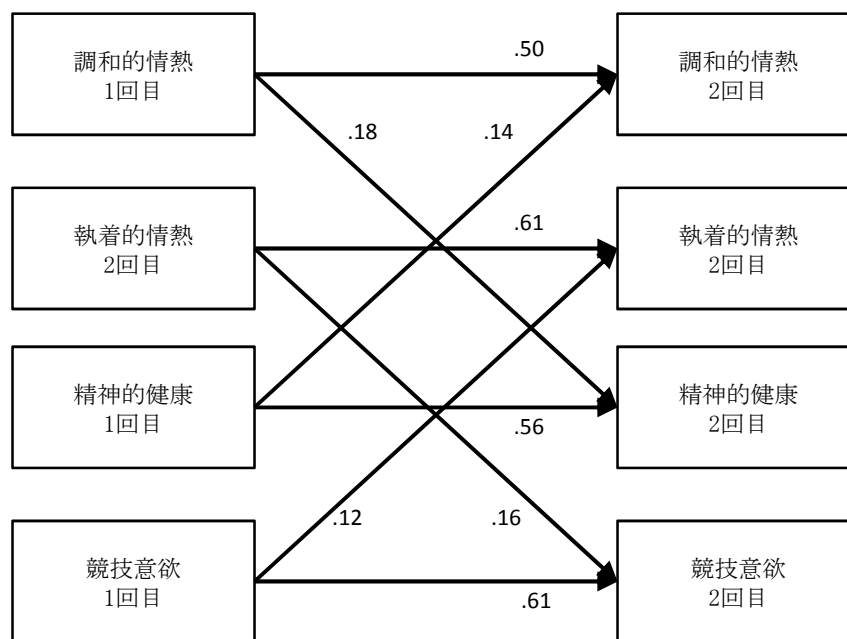 調和的情熱
1回目
.50
調和的情熱
2回目
.18
.14
執着的情熱
2回目
.61
執着的情熱
2回目
精神的健康
1回目
.56
精神的健康
2回目
.12
.16
競技意欲
1回目
.61
競技意欲
2回目